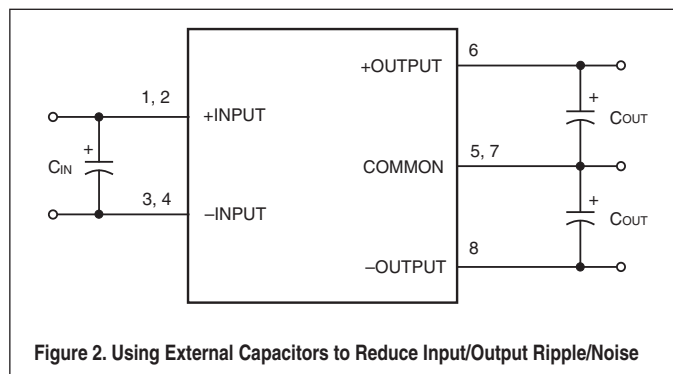 6
+OUTPUT
1, 2
+INPUT
+
COUT
+
CIN
5, 7
COMMON
3, 4
–INPUT
+
COUT
8
–OUTPUT
Figure 2. Using External Capacitors to Reduce Input/Output Ripple/Noise